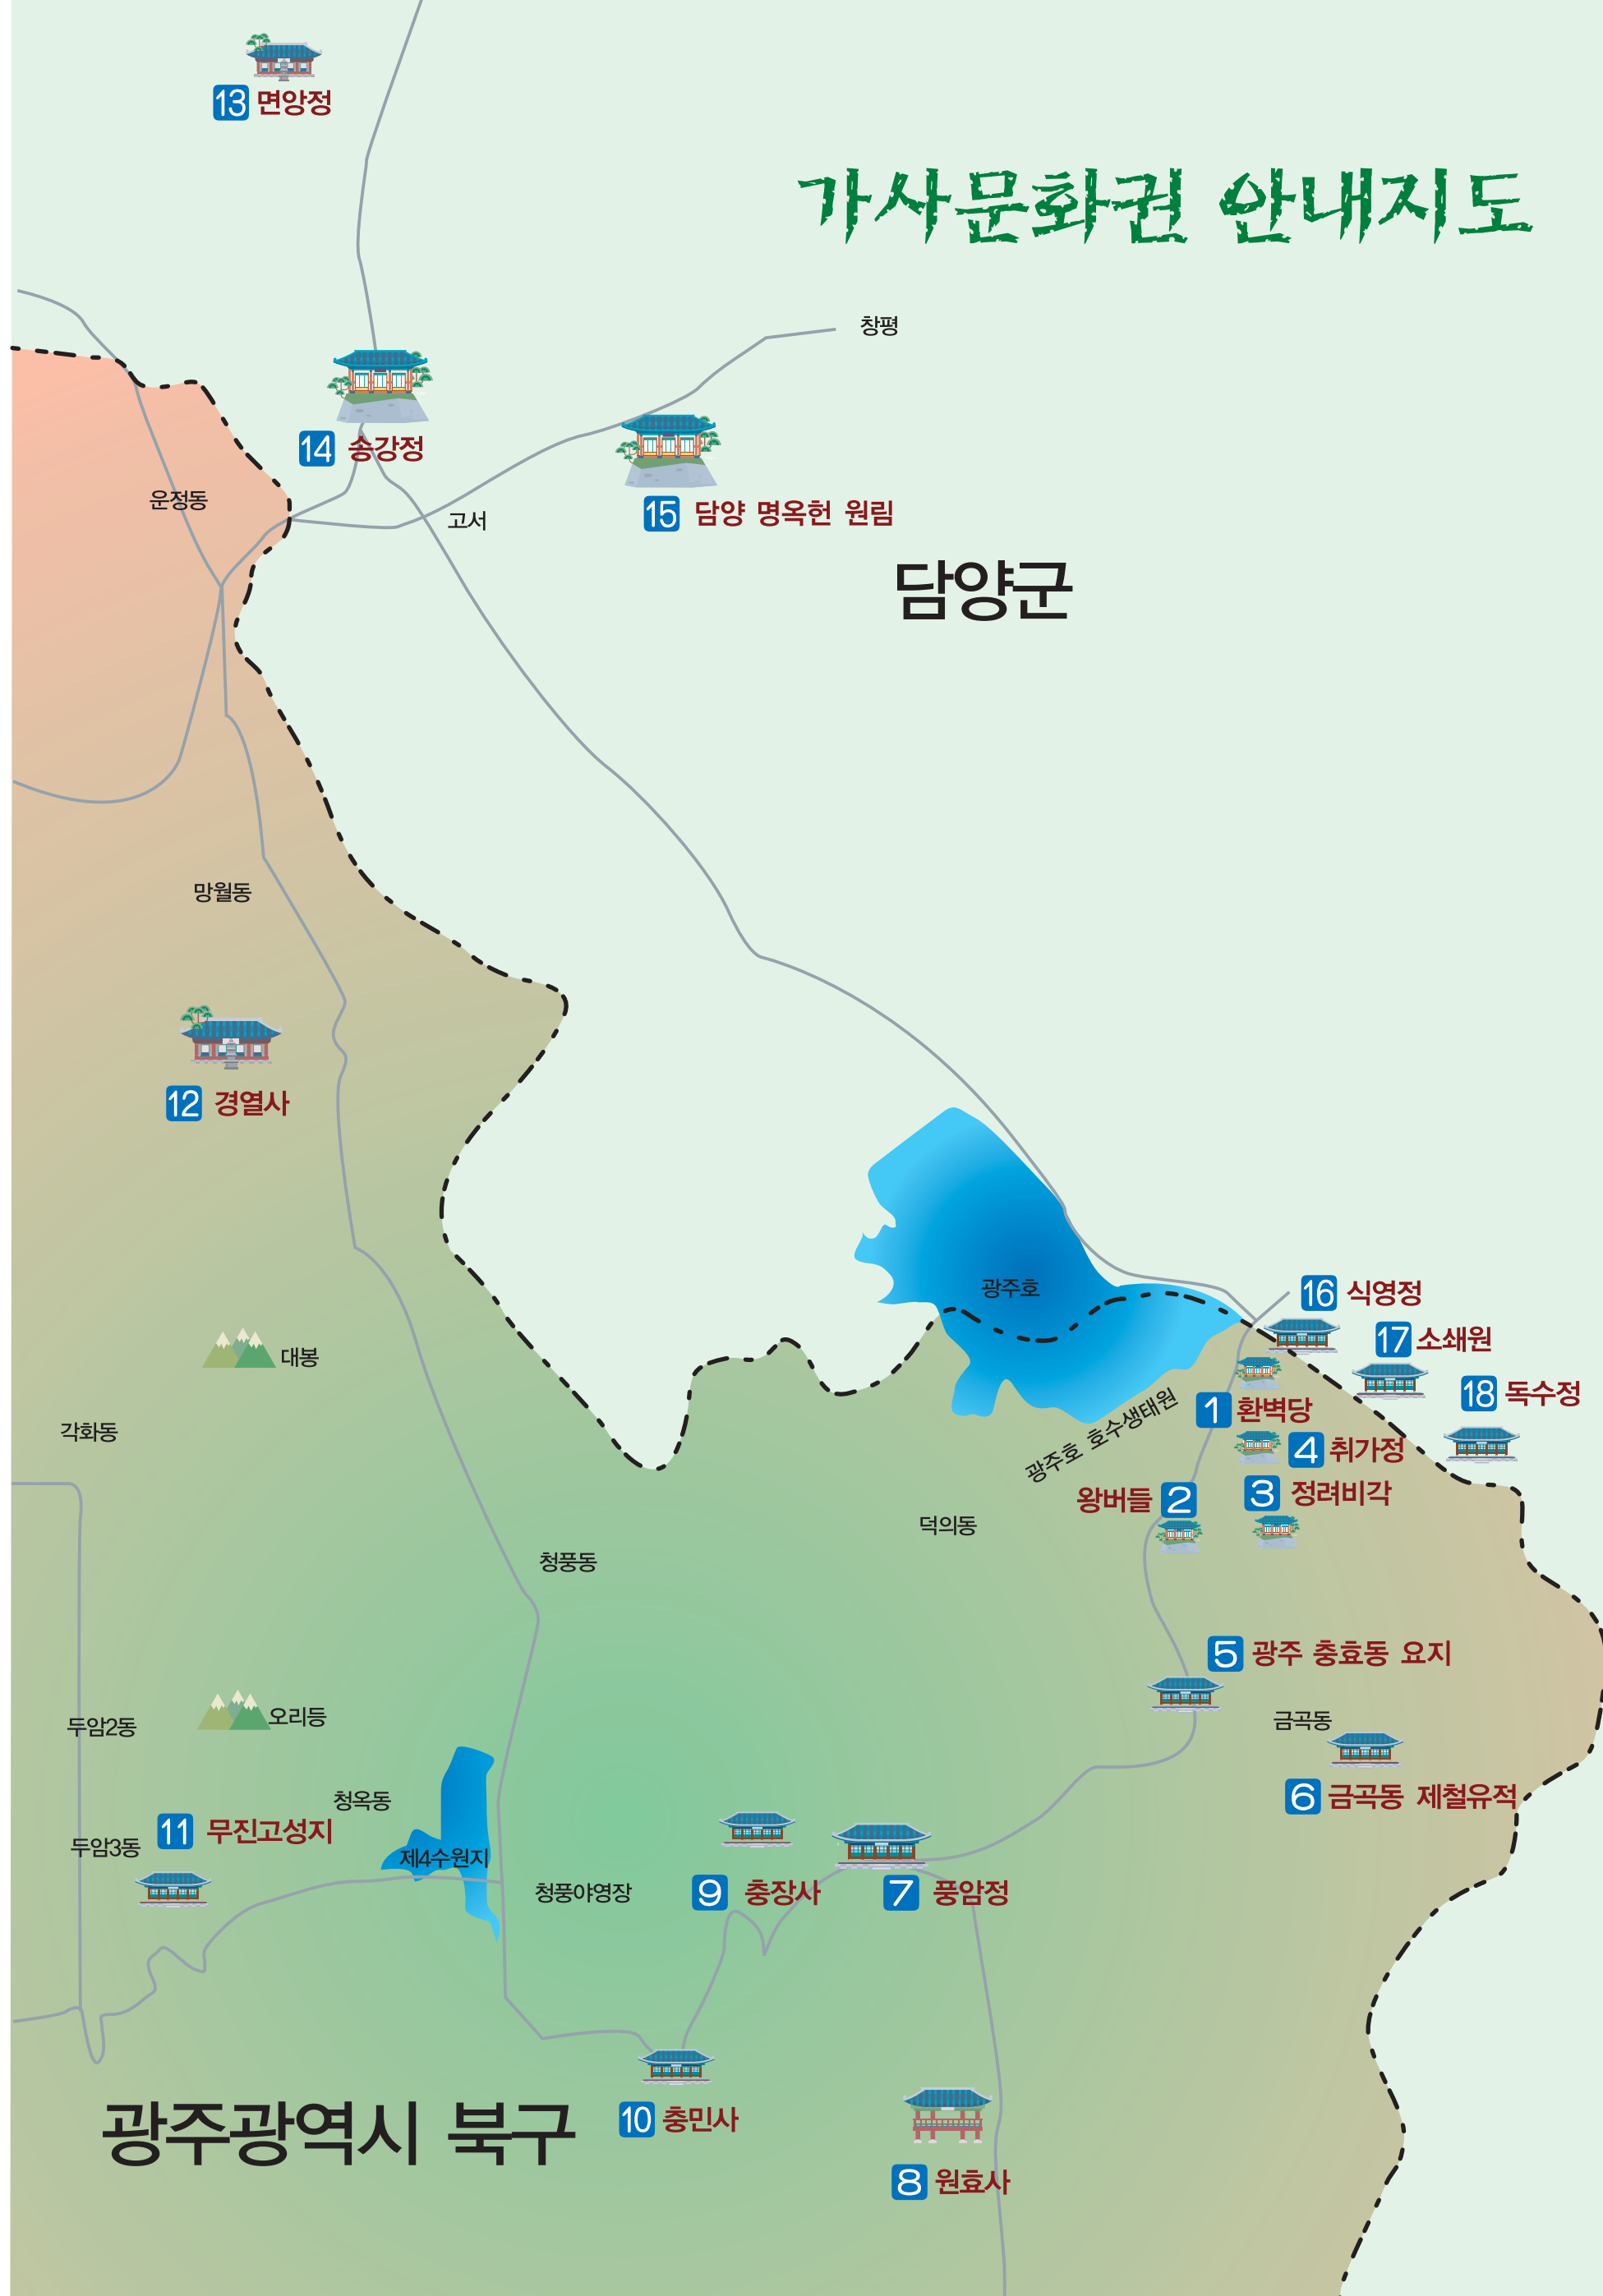 13 면앙정
가사문화권 안내지도
창평
14 송강정
운정동
고서
15 담양 명옥헌 원림
담양군
망월동
12 경열사
광주호
16 식영정
17 소쇄원
대봉
18 독수정
1 환벽당
각화동
광주호 호수생태원
4 취가정
왕버들 2
3 정려비각
덕의동
청풍동
5 광주 충효동 요지
오리등
두암2동
금곡동
6 금곡동 제철유적
청옥동
11 무진고성지
두암3동
제4수원지
청풍야영장
9 충장사
7 풍암정
광주광역시 북구
10 충민사
8 원효사